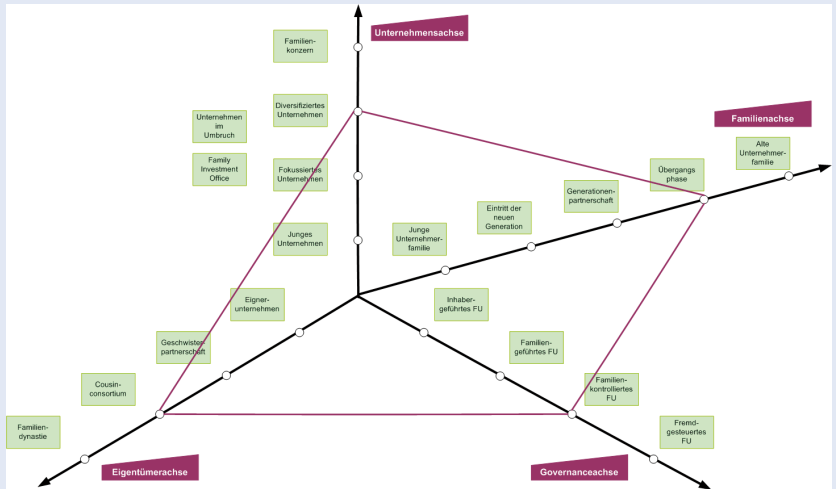 Unternehmensachse
Familien-
konzern
Diversifiziertes
Unternehmen
Unternehmen
im
Umbruch
Family
Investment
Office
Fokussiertes
Unternehmen
Junges
Unternehmen
Familienachse
Alte
Unternehmer-
familie
Übergangs
phase
Generationen-
partnerschaft
Eintritt der
neuen
Generation
Junge
Unternehmer-
familie
Eigner-
unternehmen
Geschwister-
partnerschaft
Cousin-
consortium
Familien-
dynastie
Eigentümerachse
Inhaber-
geführtes FU
Familien-
geführtes FU
Familien-
kontrolliertes
FU
Fremd-
gesteuertes
FU
Governanceachse